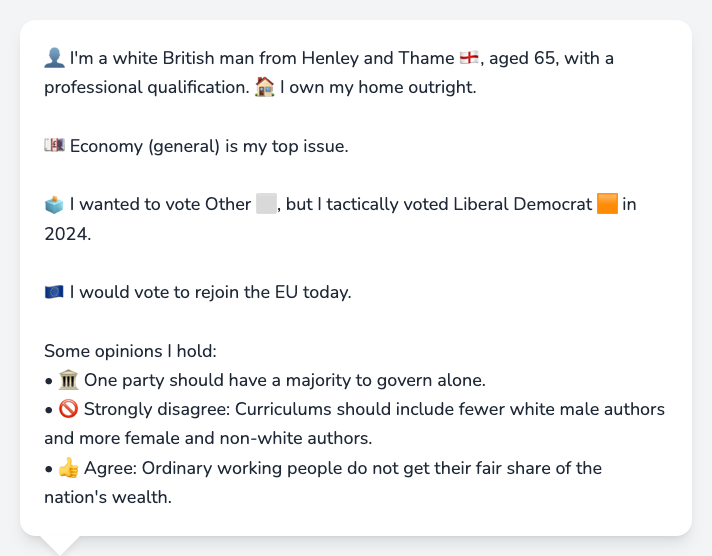 👤 I'm a white British man from Henley and Thame 🏴󠁧󠁢󠁥󠁮󠁧󠁿, aged 65, with a
professional qualification. 🏠 I own my home outright.
💷 Economy (general) is my top issue.
🗳️ I wanted to vote Other ⬜, but I tactically voted Liberal Democrat 🟧 in
2024.
🇪🇺 I would vote to rejoin the EU today.
Some opinions I hold:
• 🏛️ One party should have a majority to govern alone.
• 🚫 Strongly disagree: Curriculums should include fewer white male authors
and more female and non-white authors.
• 👍 Agree: Ordinary working people do not get their fair share of the
nation's wealth.